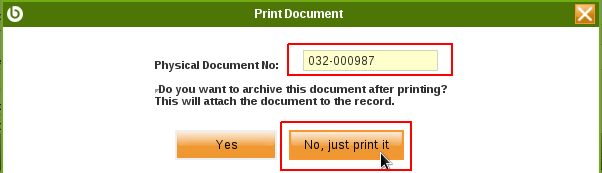 Print Document
Physical Document No: 032-000987
Do you want to archive this document after printing?
This will attach the document to the record.
Yes No, just print it